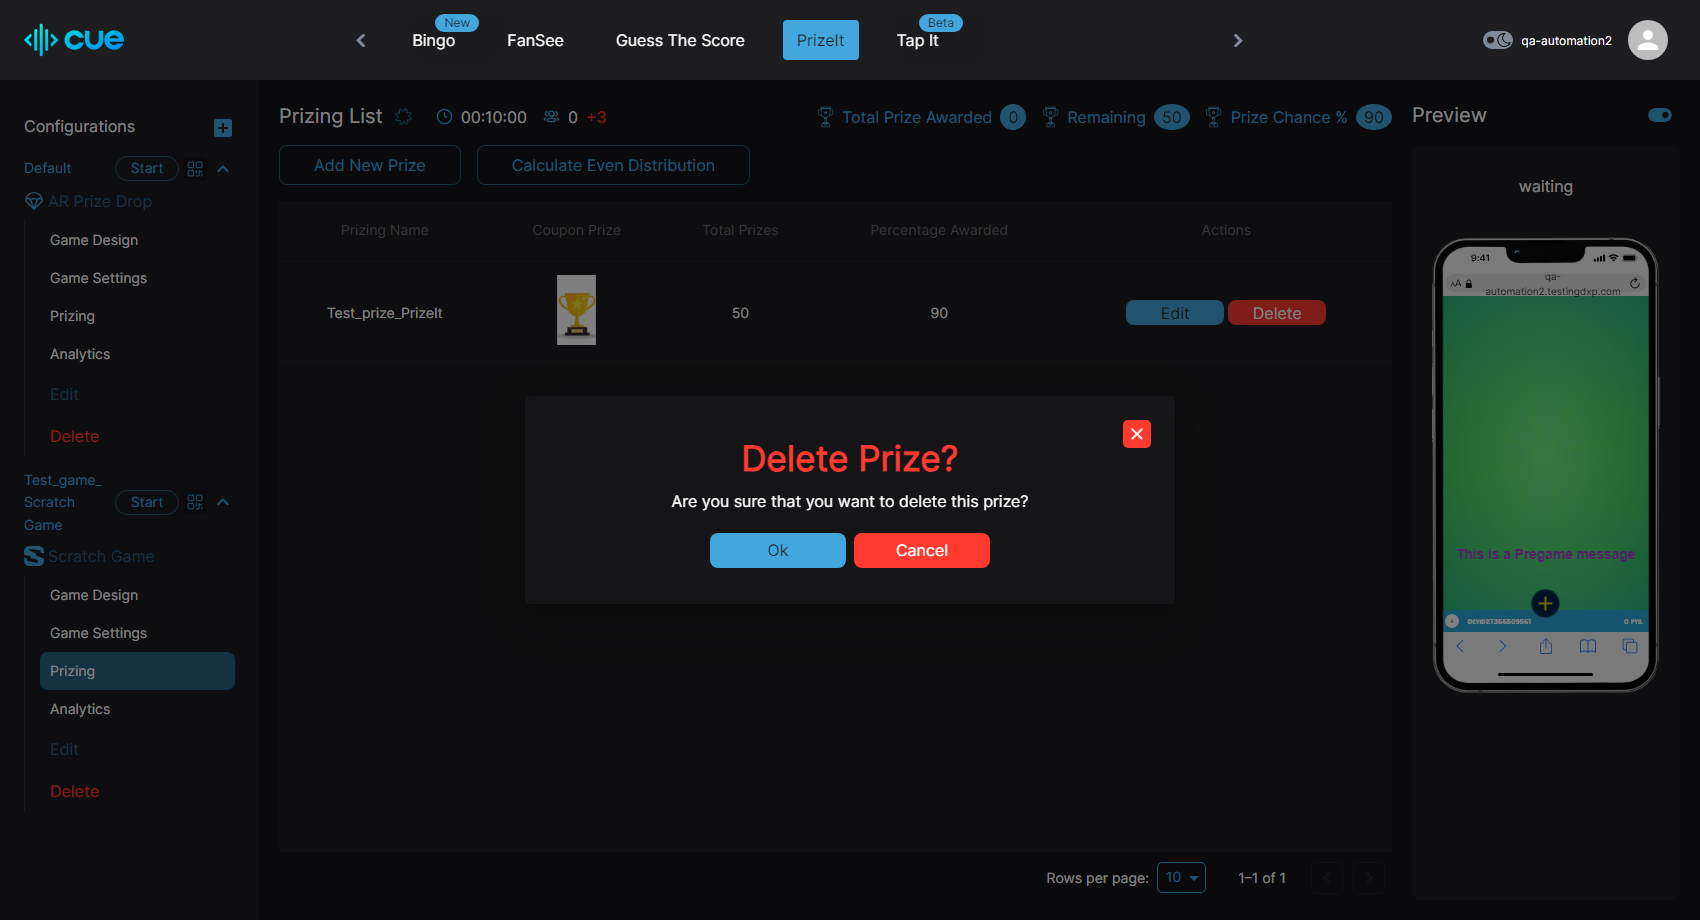 cue
Bingo
New
FanSee
Guess The Score
PrizeIt
Tap It
Beta
qa-automation2
Configurations
Default
Start
AR Prize Drop
Game Design
Game Settings
Prizing
Analytics
Edit
Delete
Test_game_
Scratch
Game
Start
Scratch Game
Game Design
Game Settings
Prizing
Analytics
Edit
Delete
Prizing List
00:10:00
0 +3
Total Prize Awarded 0
Remaining 50
Prize Chance % 90
Add New Prize
Calculate Even Distribution
Prizing Name Coupon Prize Total Prizes Percentage Awarded Actions
Test_prize_PrizeIt 50 90 Edit Delete
Delete Prize?
Are you sure that you want to delete this prize?
Ok Cancel
Rows per page: 10 1–1 of 1
Preview
waiting
9:41
AA
qa-
automation2.testingdxp.com
This is a Pregame message
0 PTS.